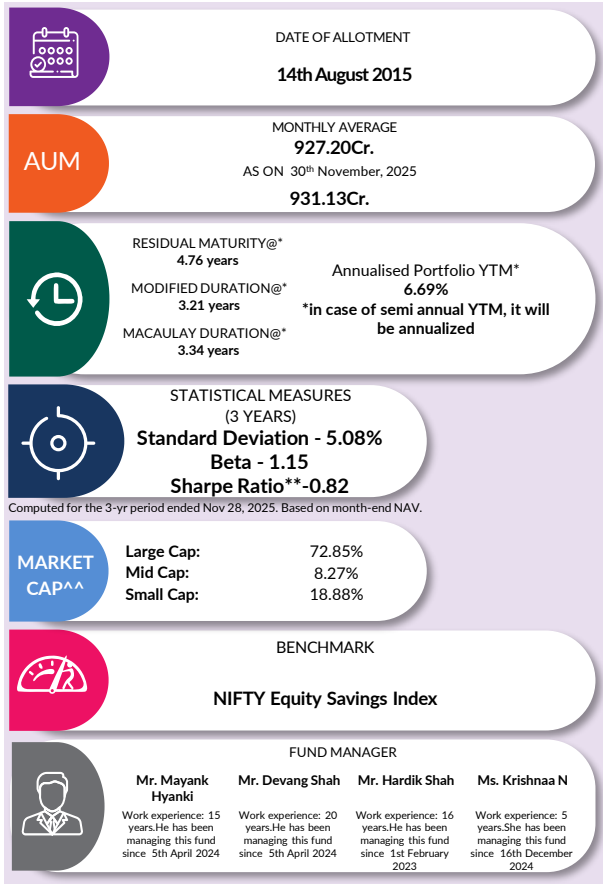 DATE OF ALLOTMENT
14th August 2015
AUM
MONTHLY AVERAGE
927.20Cr.
AS ON 30th November, 2025
931.13Cr.
RESIDUAL MATURITY@*
4.76 years
MODIFIED DURATION@*
3.21 years
MACAULAY DURATION@*
3.34 years
Annualised Portfolio YTM*
6.69%
*in case of semi annual YTM, it will
be annualized
STATISTICAL MEASURES
(3 YEARS)
Standard Deviation - 5.08%
Beta - 1.15
Sharpe Ratio**-0.82
Computed for the 3-yr period ended Nov 28, 2025. Based on month-end NAV.
MARKET
CAP^^
Large Cap: 72.85%
Mid Cap: 8.27%
Small Cap: 18.88%
BENCHMARK
NIFTY Equity Savings Index
FUND MANAGER
Mr. Mayank
Hyanki
Work experience: 15
years.He has been
managing this fund
since 5th April 2024
Mr. Devang Shah
Work experience: 20
years.He has been
managing this fund
since 5th April 2024
Mr. Hardik Shah
Work experience: 16
years.He has been
managing this fund
since 1st February
2023
Ms. Krishnaa N
Work experience: 5
years.She has been
managing this fund
since 16th December
2024